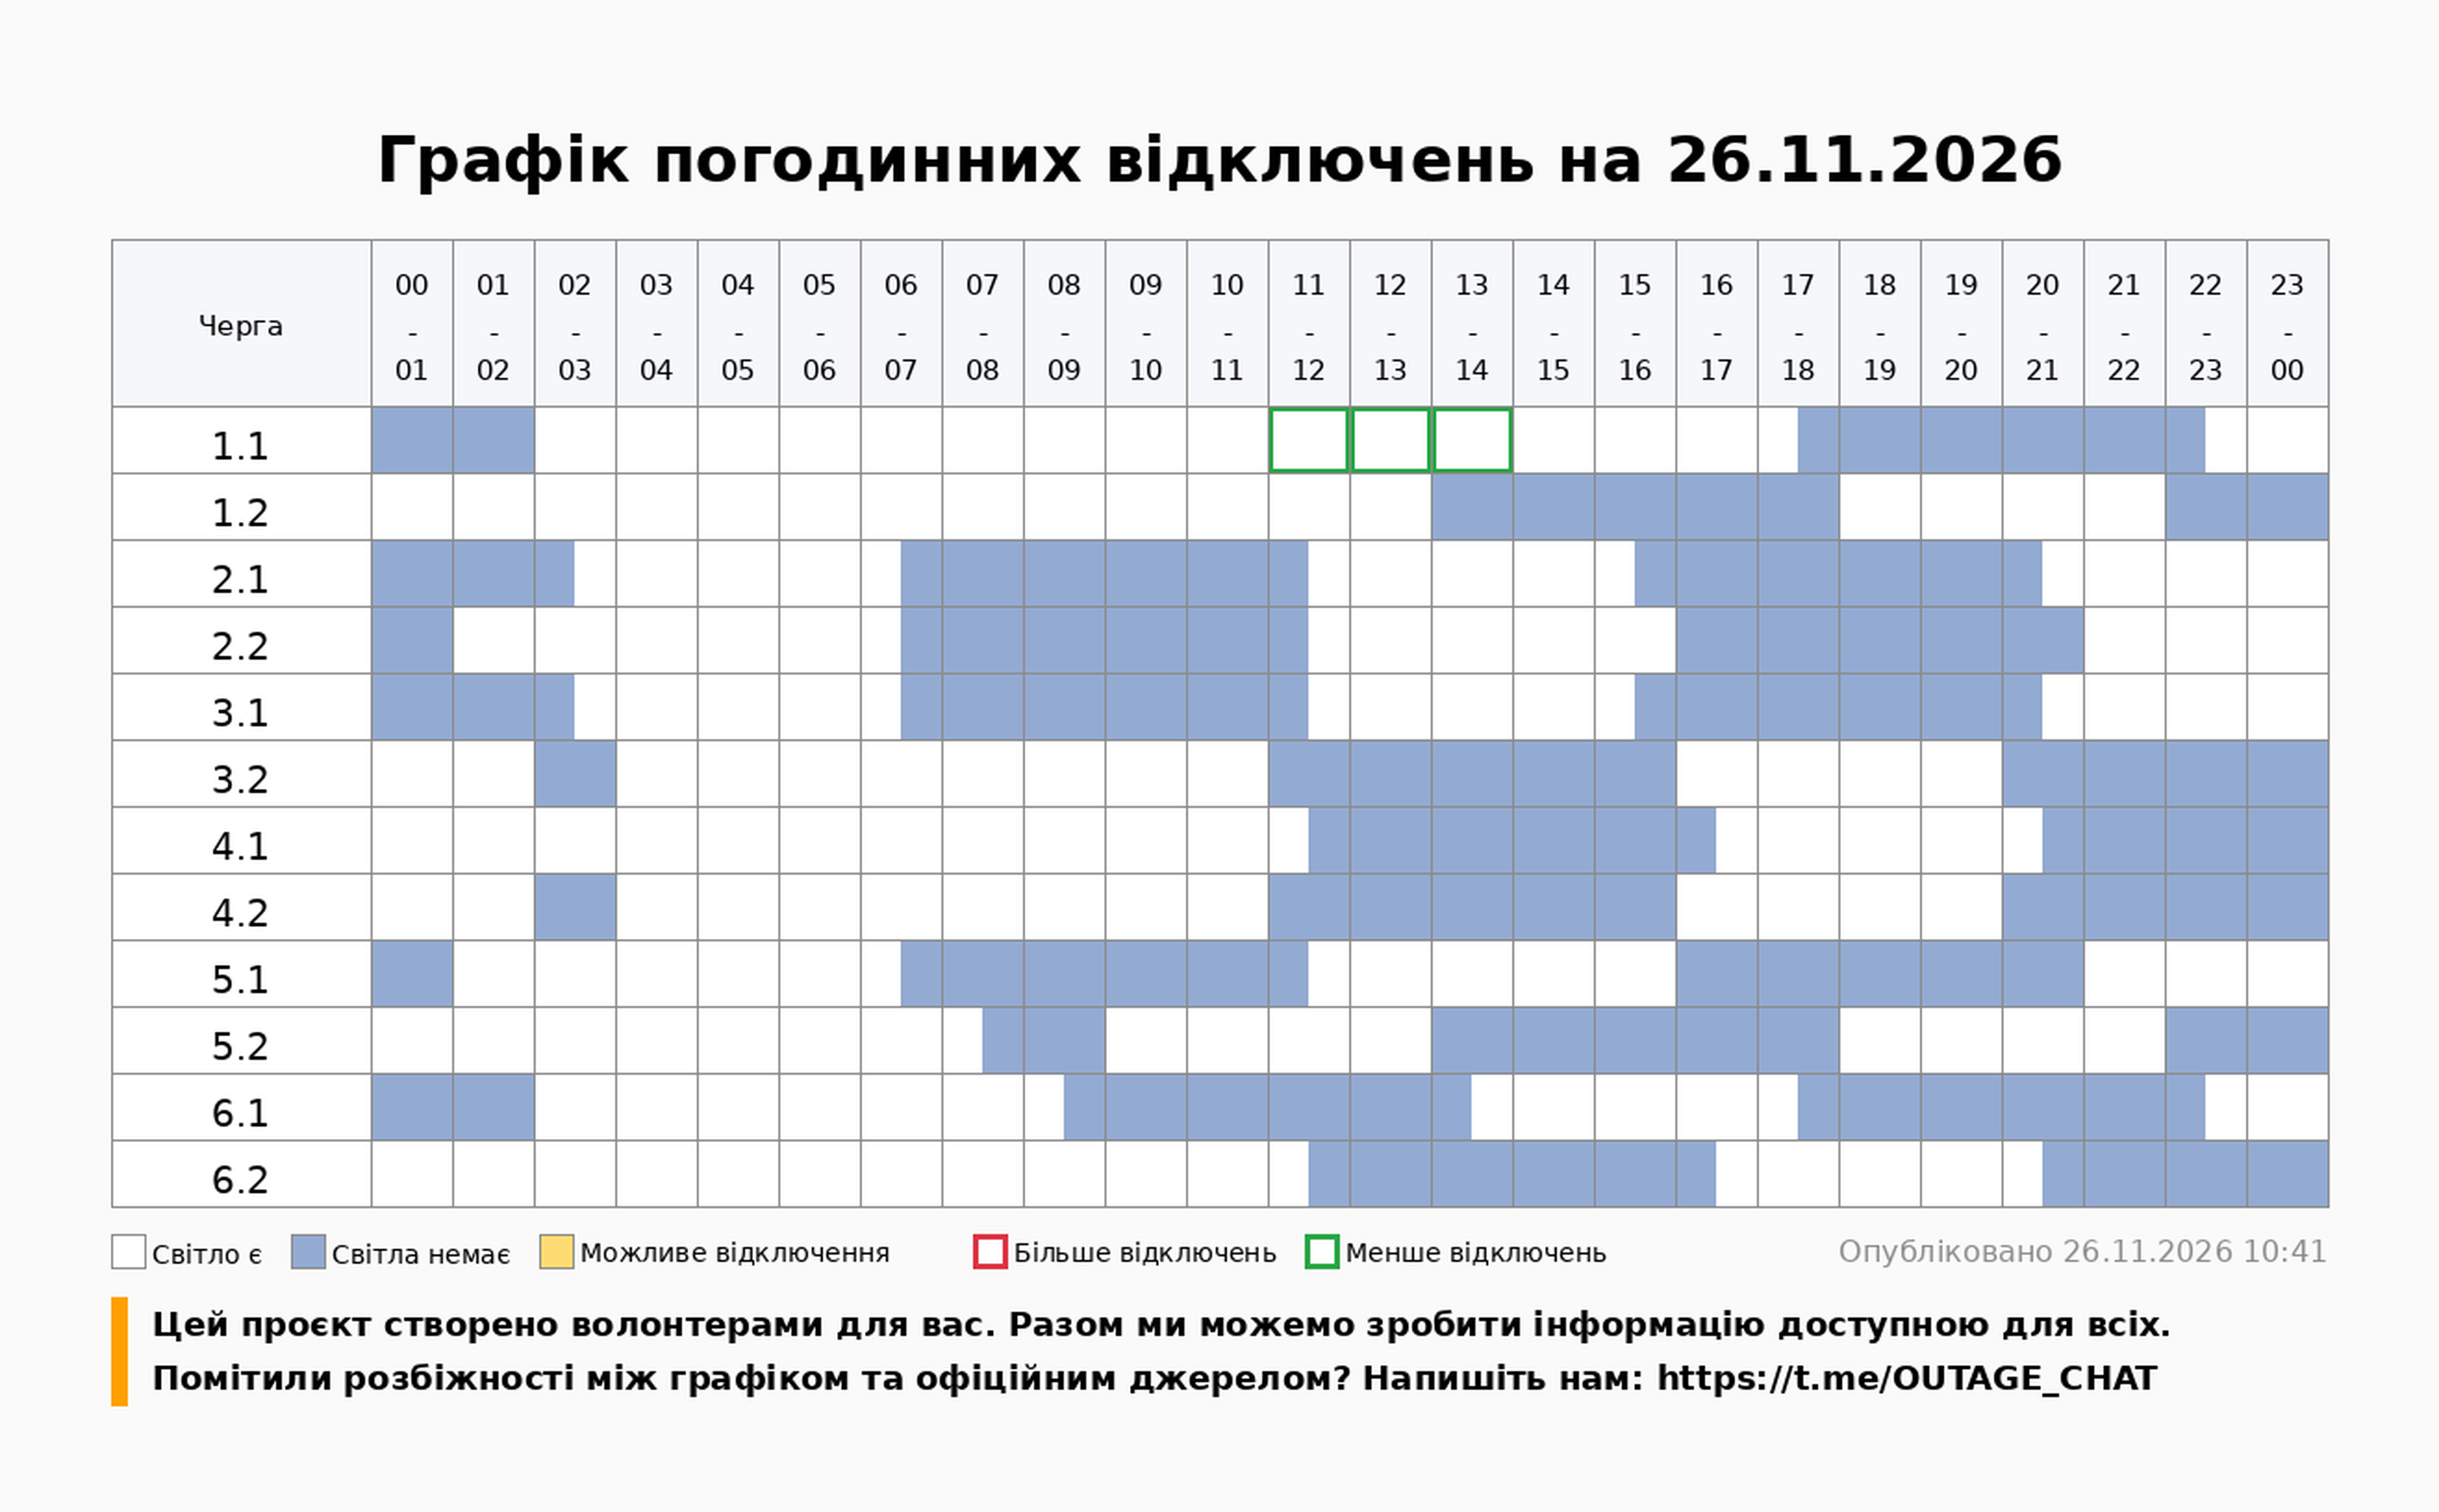 Графік погодинних відключень на 26.11.2026
Черга
00 - 01
01 - 02
02 - 03
03 - 04
04 - 05
05 - 06
06 - 07
07 - 08
08 - 09
09 - 10
10 - 11
11 - 12
12 - 13
13 - 14
14 - 15
15 - 16
16 - 17
17 - 18
18 - 19
19 - 20
20 - 21
21 - 22
22 - 23
23 - 00
1.1
1.2
2.1
2.2
3.1
3.2
4.1
4.2
5.1
5.2
6.1
6.2
Світло є
Світла немає
Можливе відключення
Більше відключень
Менше відключень
Опубліковано 26.11.2026 10:41
Цей проєкт створено волонтерами для вас. Разом ми можемо зробити інформацію доступною для всіх.
Помітили розбіжності між графіком та офіційним джерелом? Напишіть нам: https://t.me/OUTAGE_CHAT